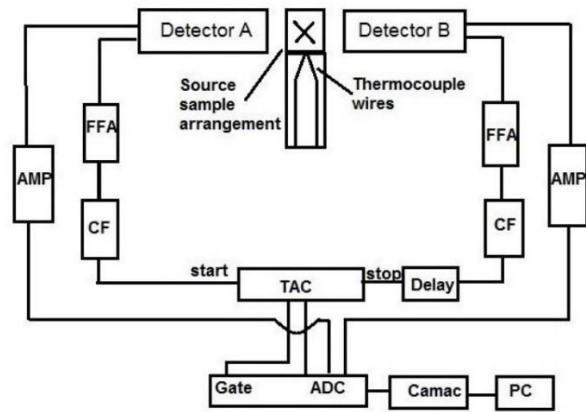 Detector A
Detector B
Source
sample
arrangement
Thermocouple
wires
FFA
FFA
AMP
AMP
CF
CF
start
TAC
stop
Delay
Gate
ADC
Camac
PC